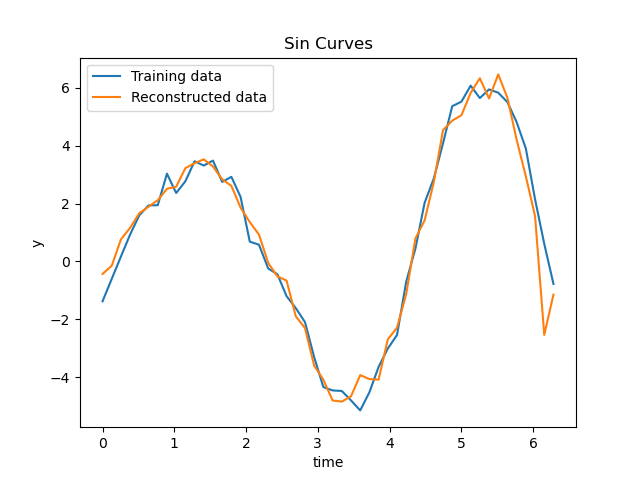 Sin Curves
Training data
Reconstructed data
6
4
2
0
−2
−4
y
0 1 2 3 4 5 6
time